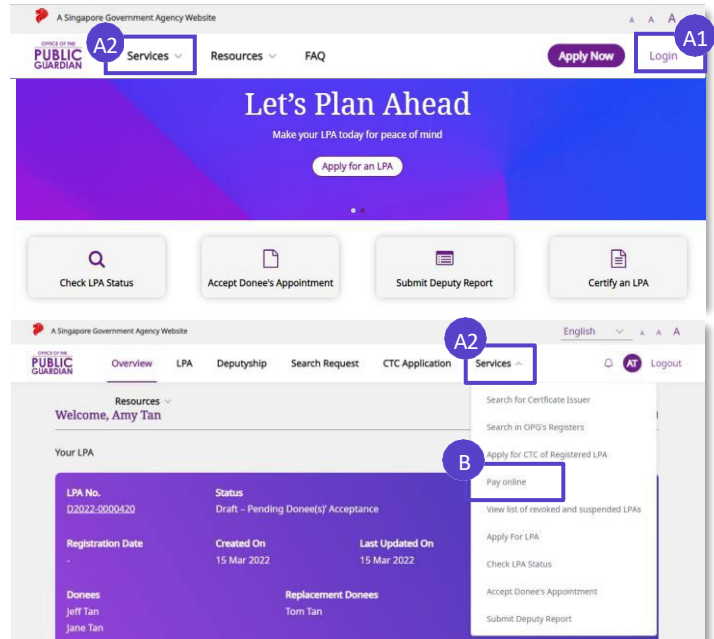 A Singapore Government Agency Website
A A A
OFFICE OF THE
PUBLIC
GUARDIAN
A2
Services
Resources
FAQ
Apply Now
Login
A1
Let's Plan Ahead
Make your LPA today for peace of mind
Apply for an LPA
Check LPA Status
Accept Donee's Appointment
Submit Deputy Report
Certify an LPA
A Singapore Government Agency Website
English
A A A
OFFICE OF THE
PUBLIC
GUARDIAN
Overview
LPA
Deputyship
Search Request
CTC Application
A2
Services
AT
Logout
Resources
Welcome, Amy Tan
Your LPA
LPA No.
D2022-0000420
Status
Draft – Pending Donee(s)' Acceptance
Registration Date
-
Created On
15 Mar 2022
Last Updated On
15 Mar 2022
Donees
Jeff Tan
Jane Tan
Replacement Donees
Tom Tan
Search for Certficate Issuer
Search in OPG's Registers
Apply for CTC of Registered LPA
B
Pay online
View list of revoked and suspended LPAs
Apply For LPA
Check LPA Status
Accept Donee's Appointment
Submit Deputy Report